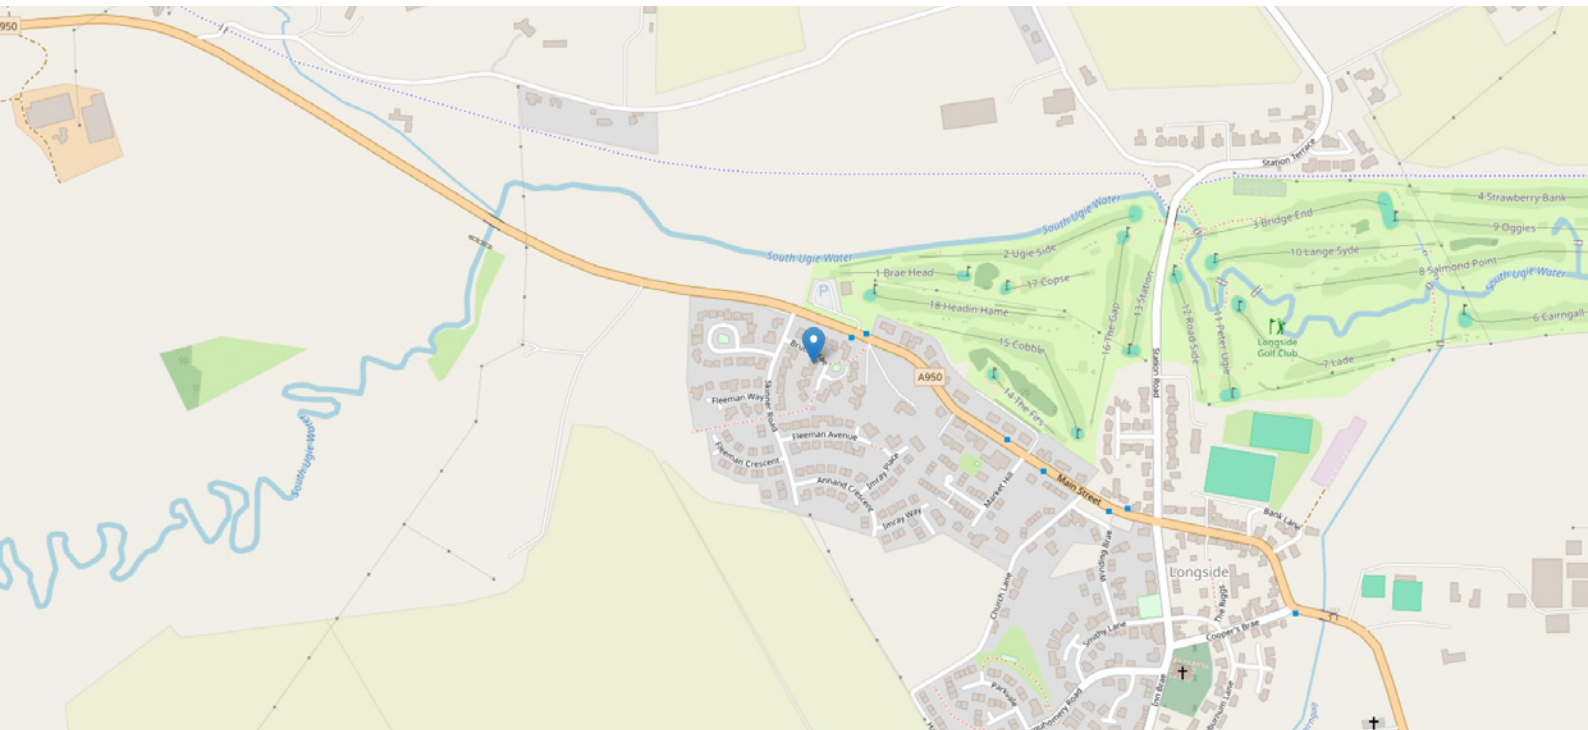 950
South Ugie Water
Station Terrace
4 Strawberry Bank
3 Bridge End
9 Oggies
2 Ugie Side
10 Lange Syde
South Ugie Water
8 Salmond Point
1 Brae Head
17 Copse
South Ugie Water
P
18 Headin Hame
13 Station
16 The Gap
12 Road Side
11 Peter Ugie
6 Cairngall
15 Cobble
Longside
Golf Club
7 Lade
A950
Station Road
14 The Firs
Skinner Road
Fleeman Way
Fleeman Avenue
Fleeman Crescent
Imray Place
Annand Crescent
Imray Way
Market Hill
Main Street
Bank Lane
South Ugie Water
Winding Brae
Longside
Church Lane
The Riggs
Smithy Lane
Cooper's Brae
Parkvale
Inn Brae